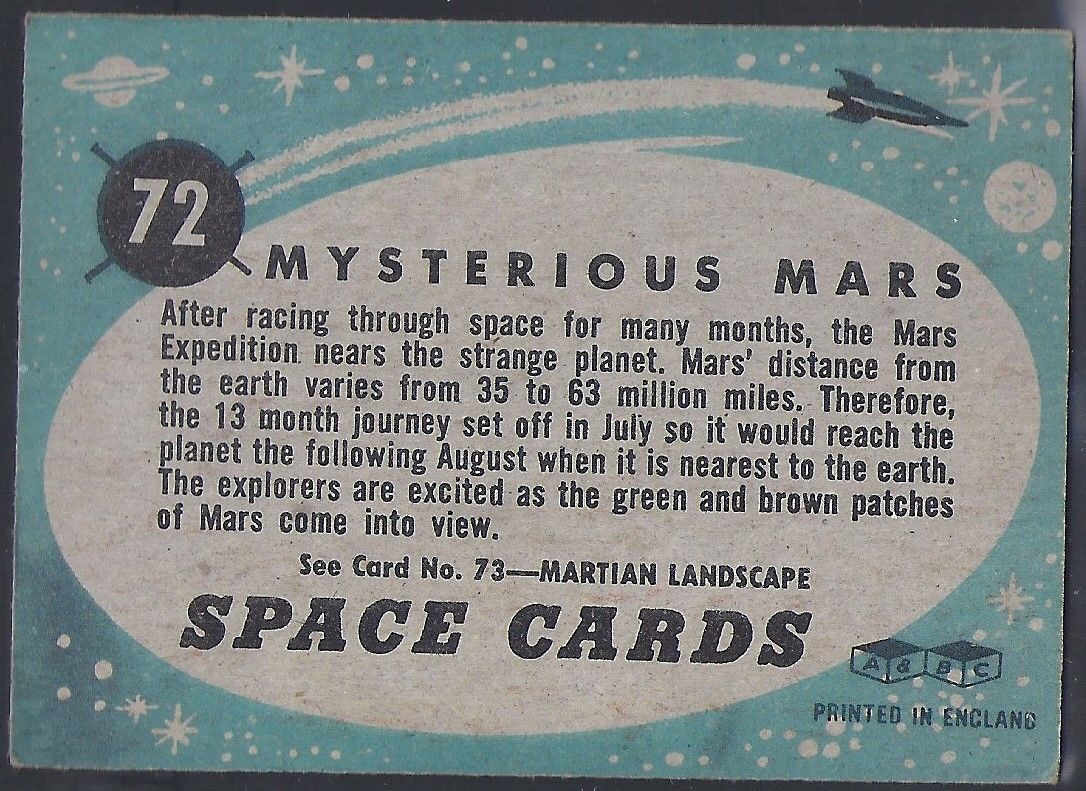 72
MYSTERIOUS MARS
After racing through space for many months, the Mars
Expedition nears the strange planet. Mars' distance from
the earth varies from 35 to 63 million miles. Therefore,
the 13 month journey set off in July so it would reach the
planet the following August when it is nearest to the earth.
The explorers are excited as the green and brown patches
of Mars come into view.
See Card No. 73—MARTIAN LANDSCAPE
SPACE CARDS
A & B C
PRINTED IN ENGLAND